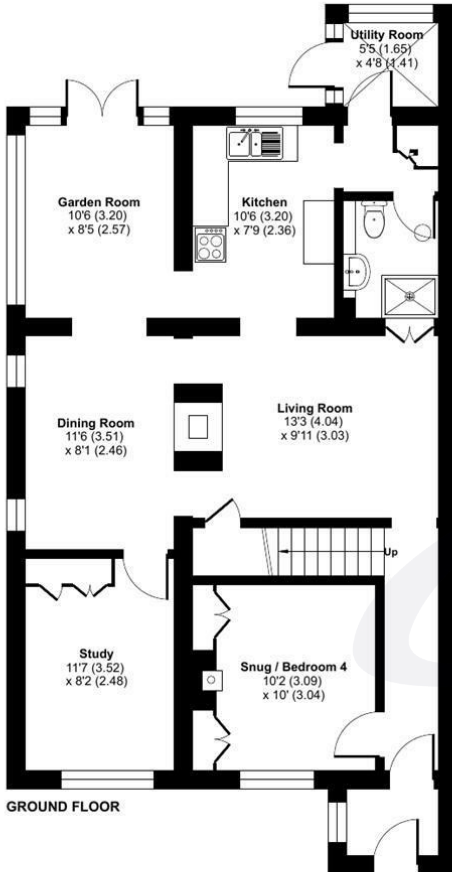 Utility Room
5'5 (1.65)
x 4'8 (1.41)
Garden Room
10'6 (3.20)
x 8'5 (2.57)
Kitchen
10'6 (3.20)
x 7'9 (2.36)
Dining Room
11'6 (3.51)
x 8'1 (2.46)
Living Room
13'3 (4.04)
x 9'11 (3.03)
Up
Study
11'7 (3.52)
x 8'2 (2.48)
Snug / Bedroom 4
10'2 (3.09)
x 10' (3.04)
GROUND FLOOR